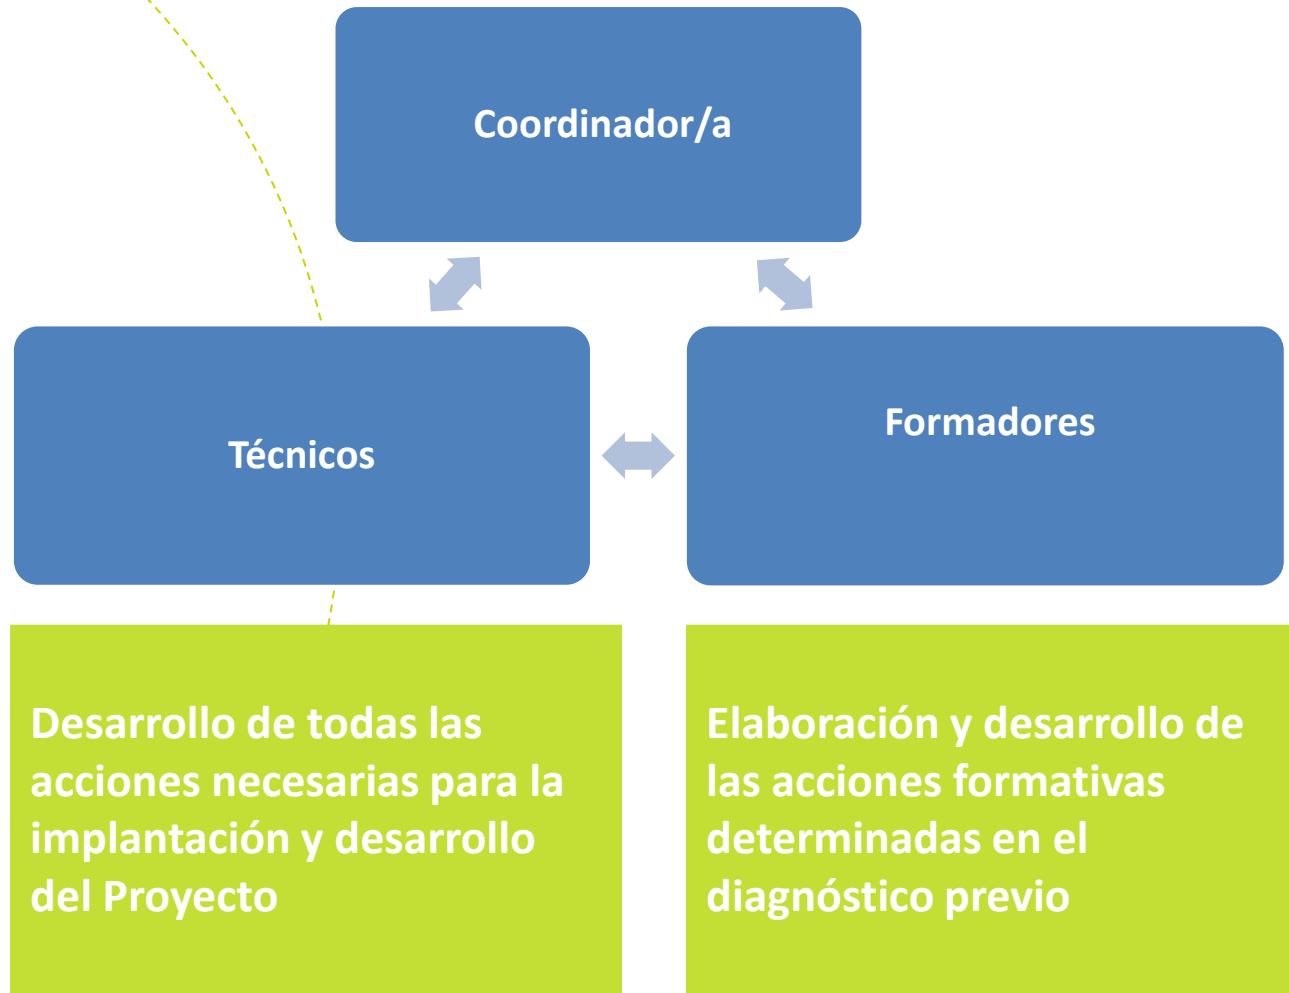 Coordinador/a
Técnicos
Formadores
Desarrollo de todas las
acciones necesarias para la
implantación y desarrollo
del Proyecto
Elaboración y desarrollo de
las acciones formativas
determinadas en el
diagnóstico previo